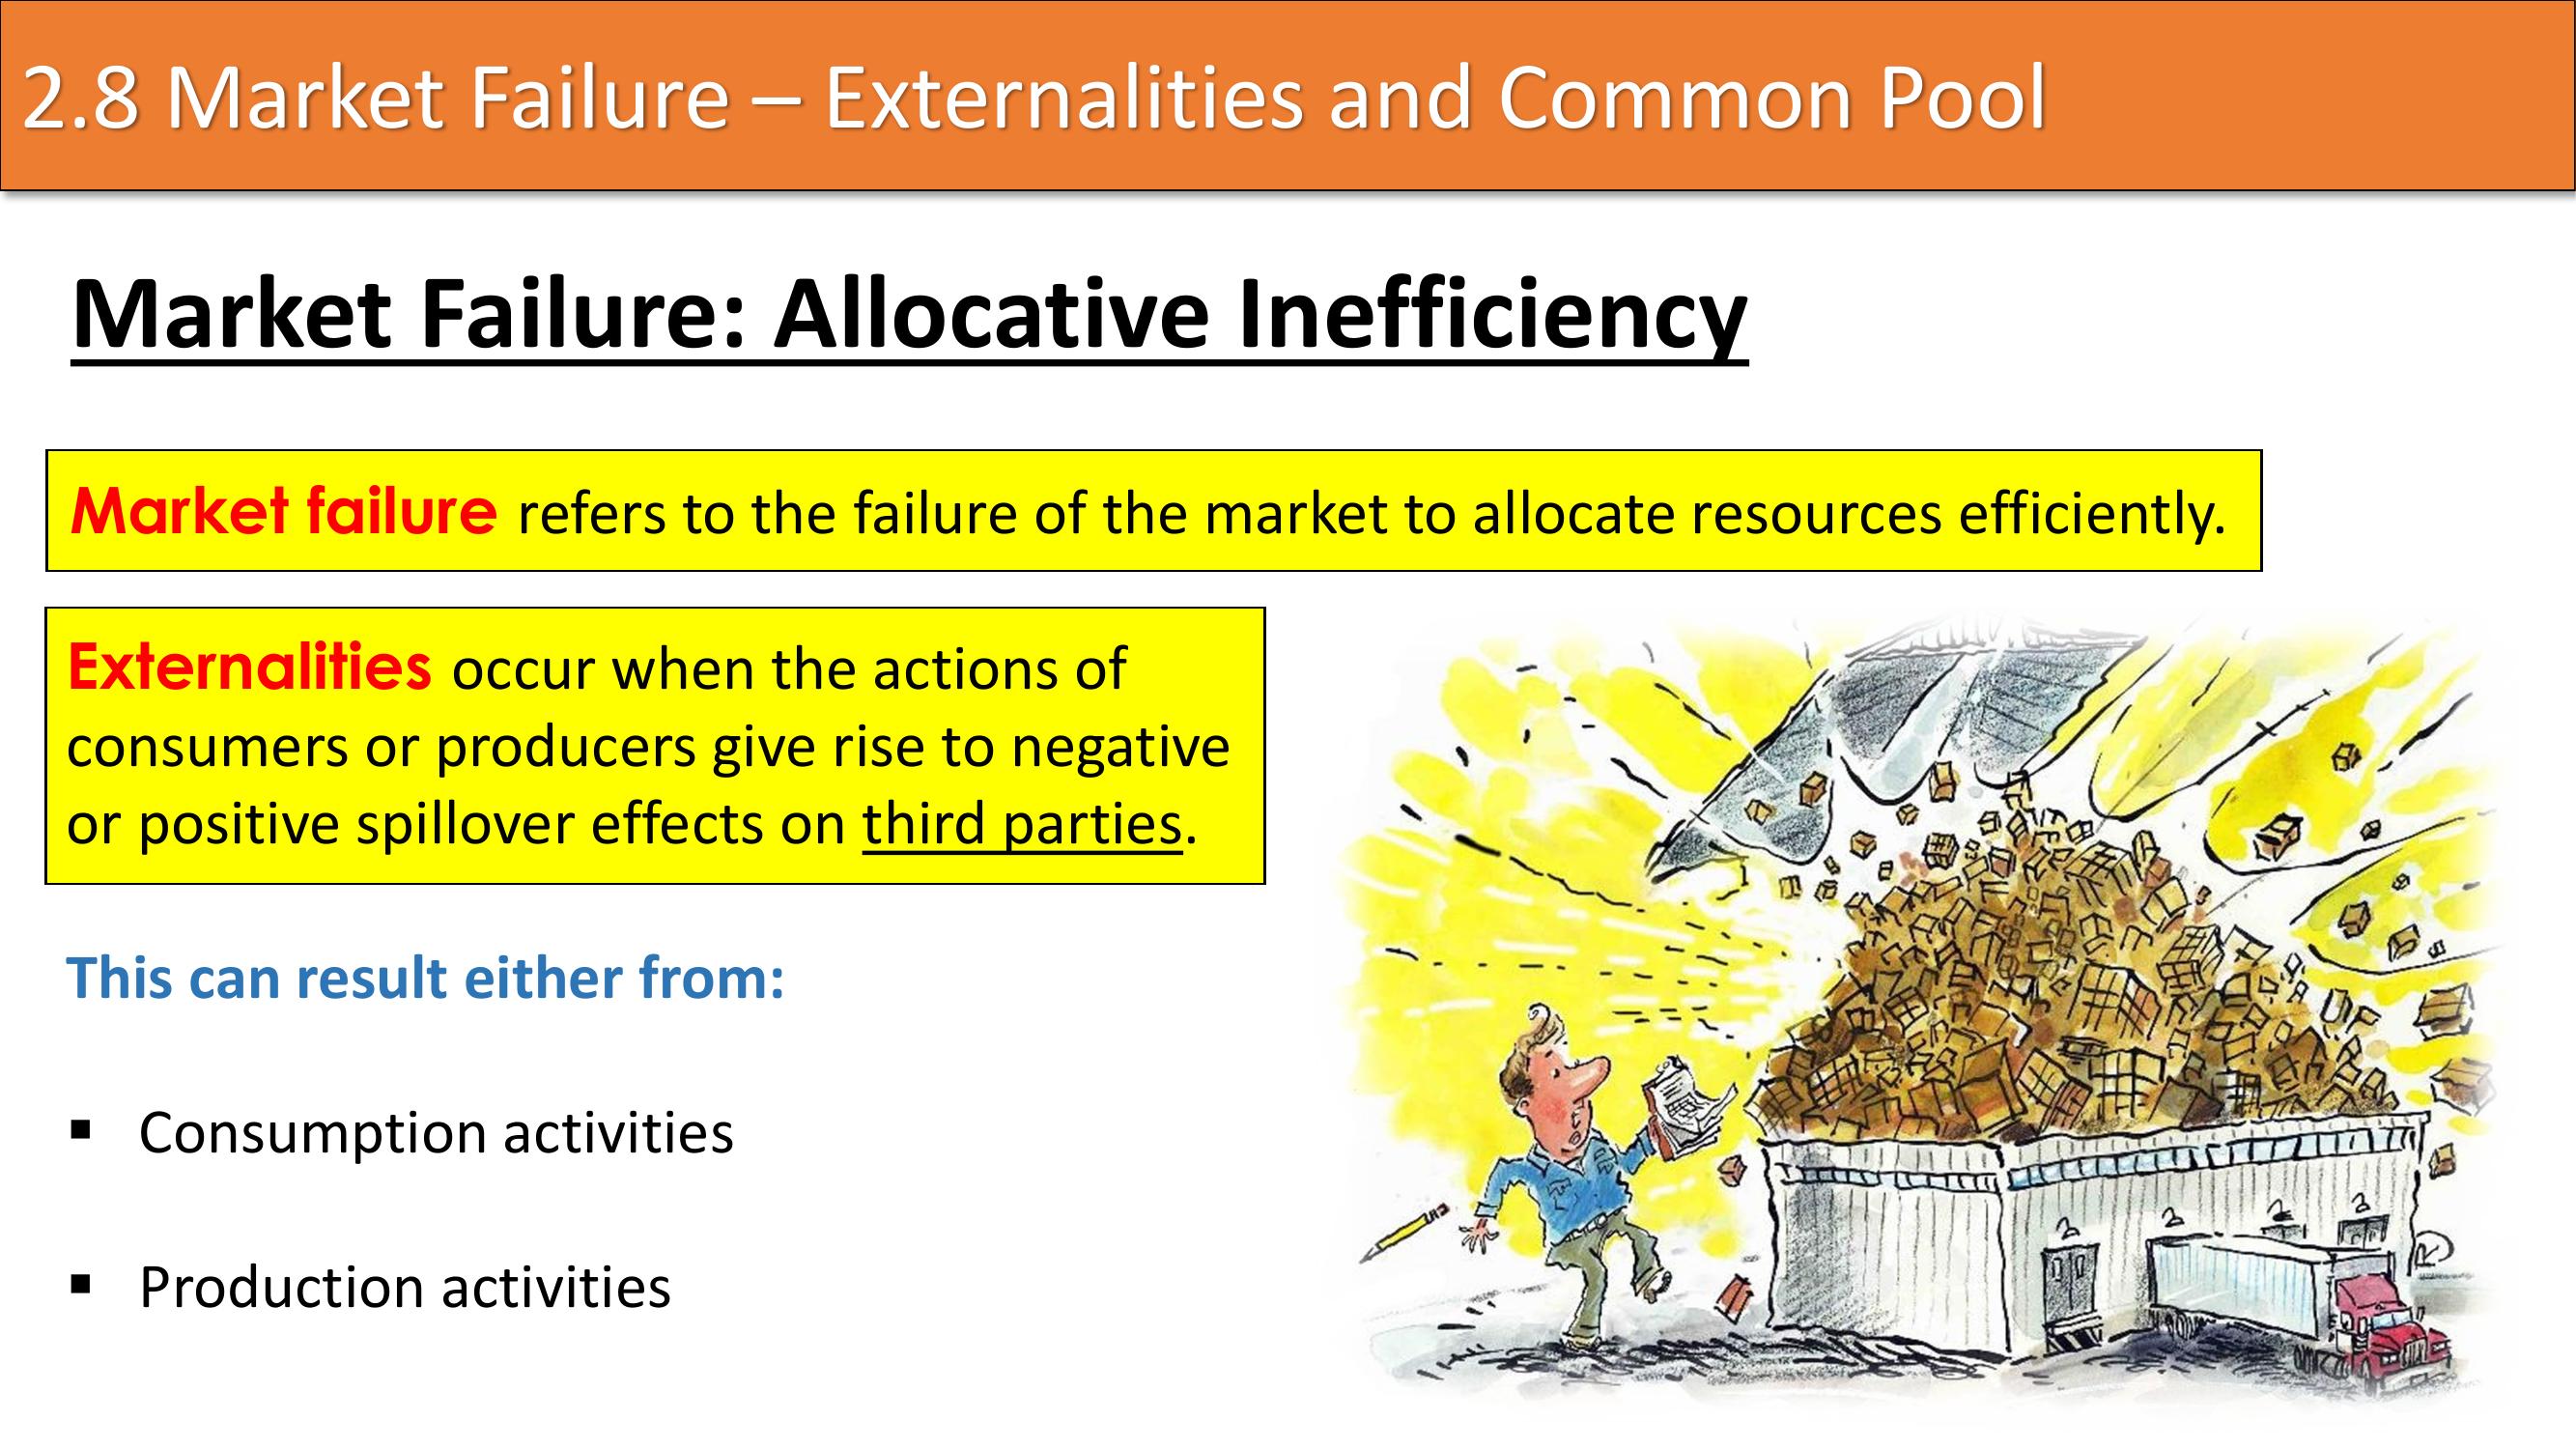 2.8 Market Failure – Externalities and Common Pool
Market Failure: Allocative Inefficiency
Market failure refers to the failure of the market to allocate resources efficiently.
Externalities occur when the actions of
consumers or producers give rise to negative
or positive spillover effects on third parties.
This can result either from:
▪ Consumption activities
▪ Production activities